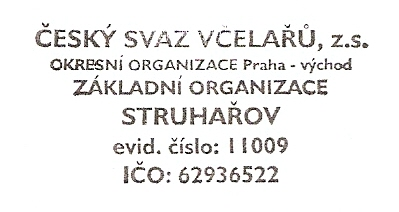 ČESKÝ SVAZ VČELAŘŮ, z.s.
OKRESNÍ ORGANIZACE Praha - východ
ZÁKLADNÍ ORGANIZACE
STRUHAŘOV
evid. číslo: 11009
IČO: 62936522